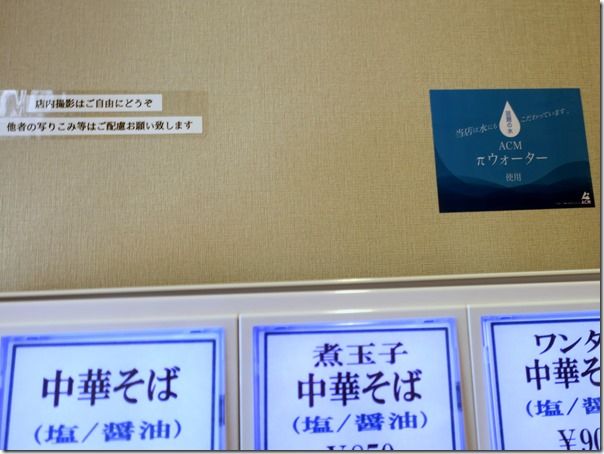 店内撮影はご自由にどうぞ
他者の写りこみ等はご配慮お願い致します
当店は水にもこだわっています。
ACM
πウォーター
使用
ACM
中華そば
(塩/醤油)
煮玉子
中華そば
(塩/醤油)
ワンタ
中華そ
(塩/醤